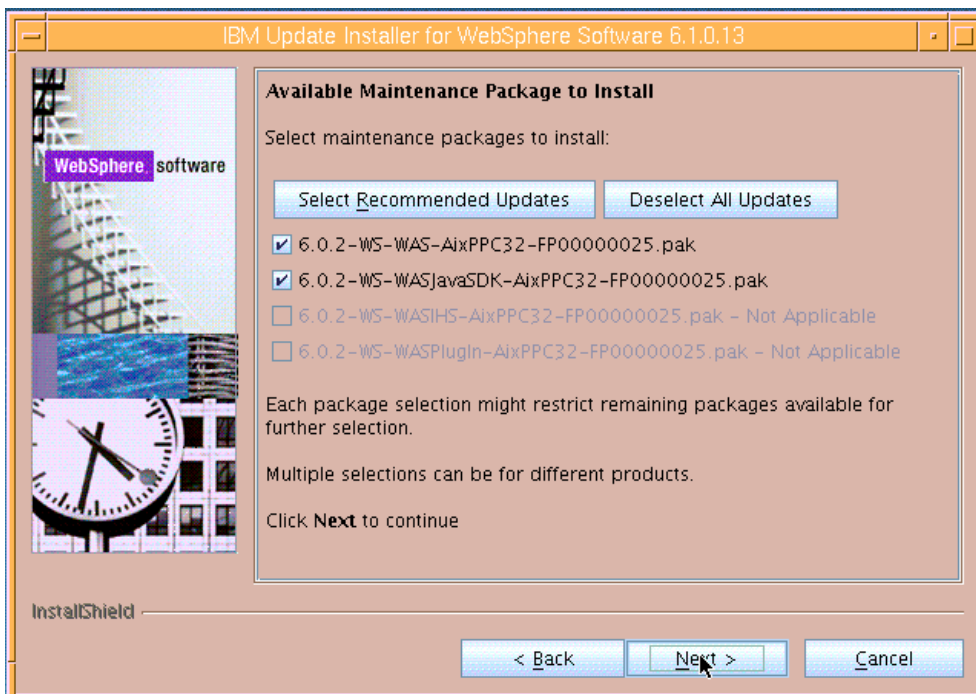 IBM Update Installer for WebSphere Software 6.1.0.13
WebSphere software
Available Maintenance Package to Install
Select maintenance packages to install:
Select Recommended Updates
Deselect All Updates
6.0.2-WS-WAS-AixPPC32-FP00000025.pak
6.0.2-WS-WASJavaSDK-AixPPC32-FP00000025.pak
6.0.2-WS-WASIHS-AixPPC32-FP00000025.pak - Not Applicable
6.0.2-WS-WASPlugIn-AixPPC32-FP00000025.pak - Not Applicable
Each package selection might restrict remaining packages available for
further selection.
Multiple selections can be for different products.
Click Next to continue
InstallShield
< Back
Next >
Cancel